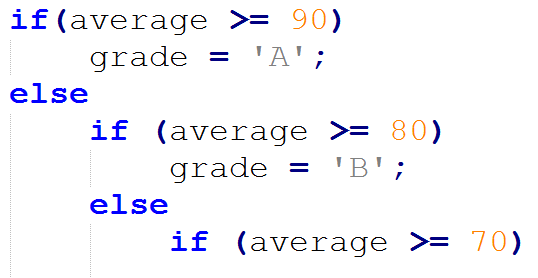 if(average >= 90)
grade = 'A';
else
if (average >= 80)
grade = 'B';
else
if (average >= 70)